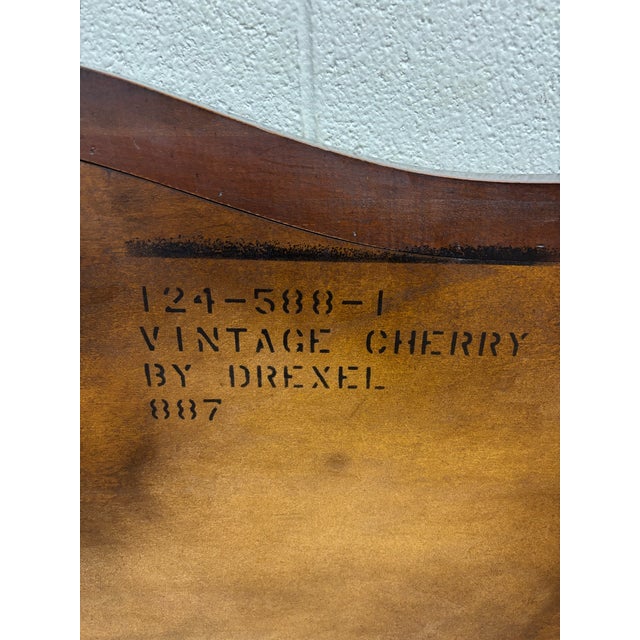 124-588-1
VINTAGE CHERRY
BY DREXEL
887